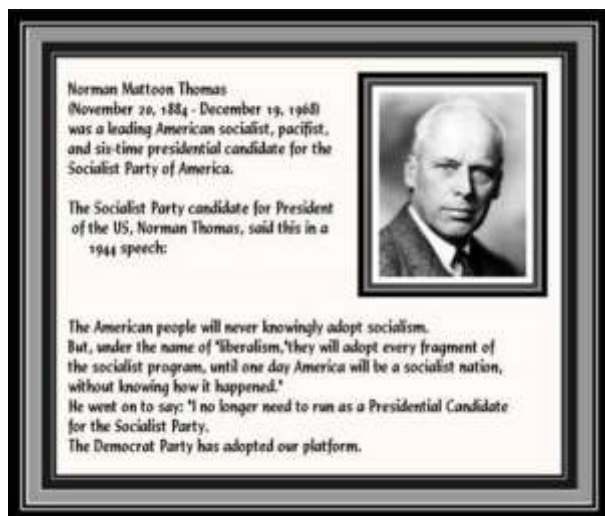 Norman Mattoon Thomas
(November 20, 1884 - December 19, 1968)
was a leading American socialist, pacifist,
and six-time presidential candidate for the
Socialist Party of America.
The Socialist Party candidate for President
of the US, Norman Thomas, said this in a
1944 speech:
The American people will never knowingly adopt socialism.
But, under the name of "liberalism,"they will adopt every fragment of
the socialist program, until one day America will be a socialist nation,
without knowing how it happened."
He went on to say: "I no longer need to run as a Presidential Candidate
for the Socialist Party.
The Democrat Party has adopted our platform.